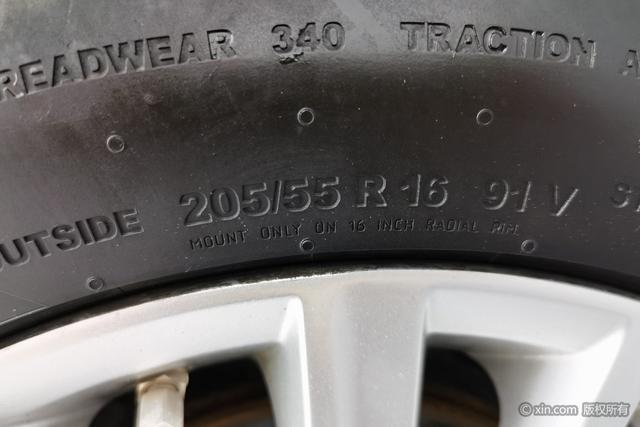 READWEAR 340 TRACTION A
OUTSIDE 205/55 R 16 91 V
MOUNT ONLY ON 16 INCH RADIAL RIM
© xin.com 版权所有